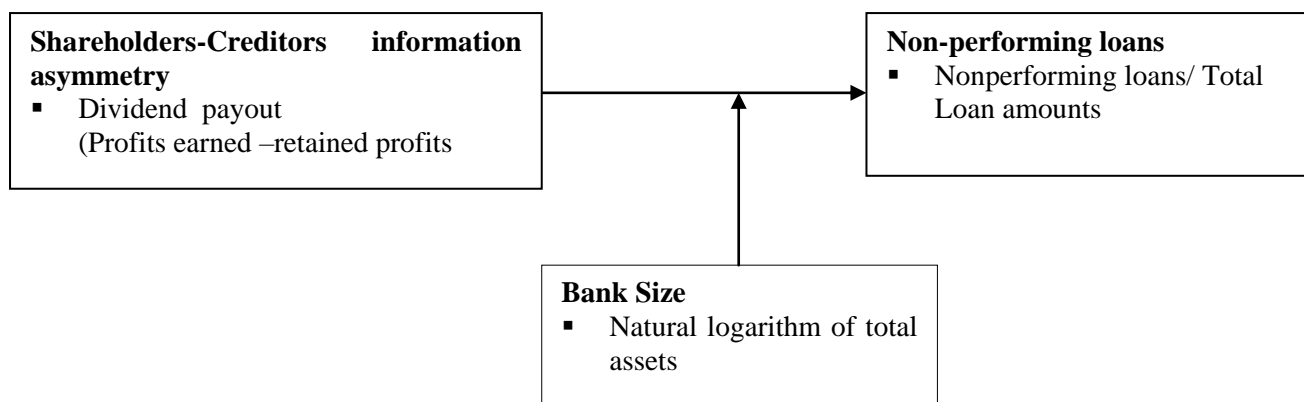 Shareholders-Creditors information
asymmetry
▪ Dividend payout
(Profits earned –retained profits
Non-performing loans
▪ Nonperforming loans/ Total
Loan amounts
Bank Size
▪ Natural logarithm of total
assets